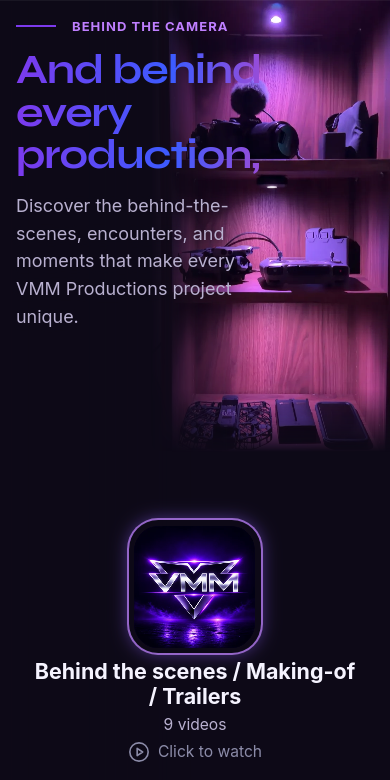 BEHIND THE CAMERA
And behind
every
production,
Discover the behind-the-
scenes, encounters, and
moments that make every
VMM Productions project
unique.
VMM
Behind the scenes / Making-of
/ Trailers
9 videos
Click to watch